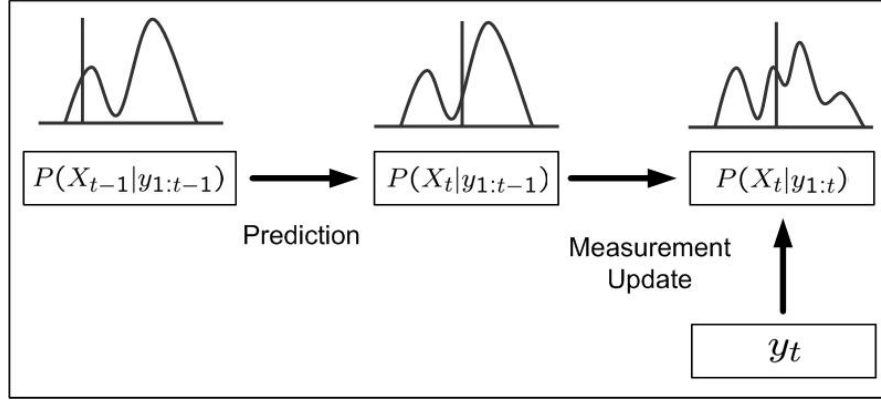 P(X_{t-1}|y_{1:t-1})
P(X_t|y_{1:t-1})
P(X_t|y_{1:t})
Prediction
Measurement
Update
y_t